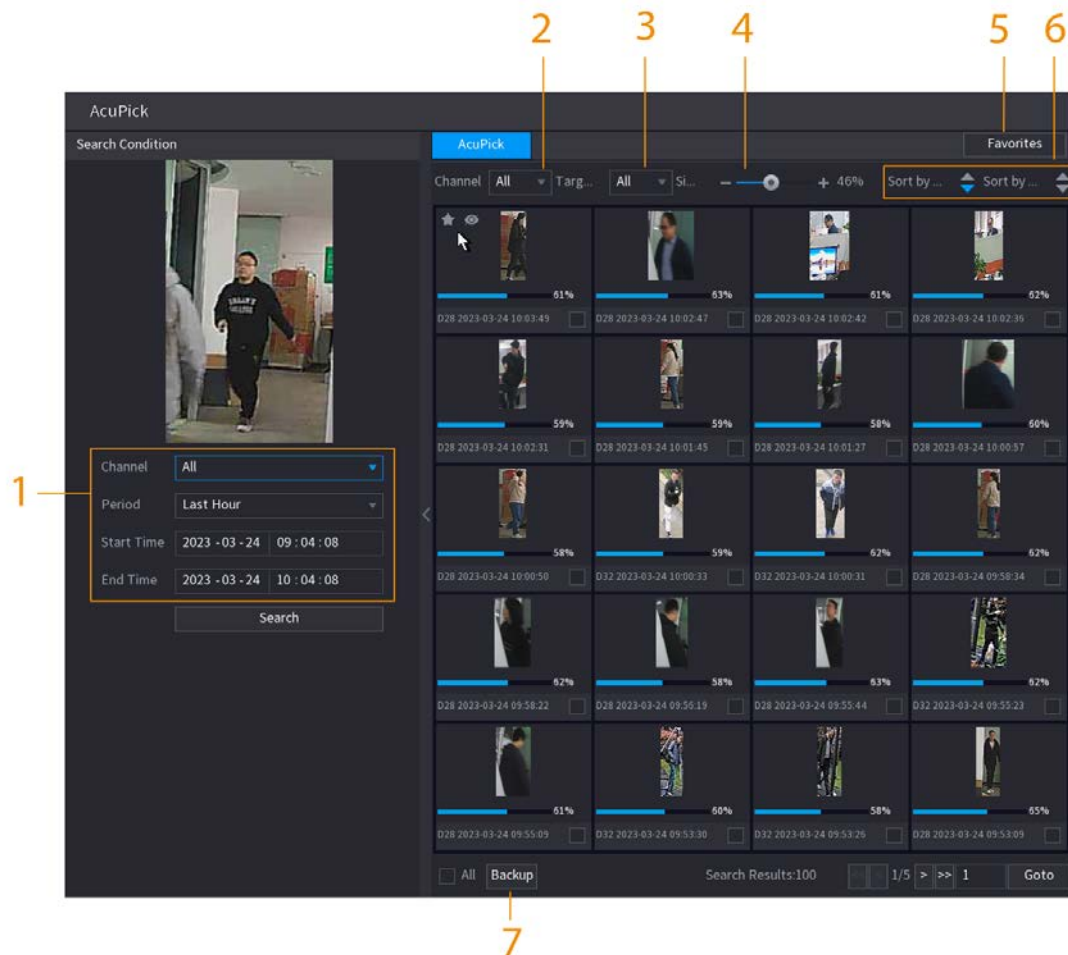 2 3 4 5 6
AcuPick
Search Condition
AcuPick
Favorites
Channel All Targ... All Si... 46% Sort by ... Sort by ...
61% 63% 61% 62%
D28 2023-03-24 10:03:49 D28 2023-03-24 10:02:47 D28 2023-03-24 10:02:42 D28 2023-03-24 10:02:36
59% 59% 58% 60%
D28 2023-03-24 10:02:31 D28 2023-03-24 10:01:45 D28 2023-03-24 10:01:27 D28 2023-03-24 10:00:57
58% 59% 62% 62%
D28 2023-03-24 10:00:50 D32 2023-03-24 10:00:33 D32 2023-03-24 10:00:31 D28 2023-03-24 09:58:34
62% 58% 63% 62%
D28 2023-03-24 09:58:22 D28 2023-03-24 09:56:19 D28 2023-03-24 09:55:44 D32 2023-03-24 09:55:23
61% 60% 58% 65%
D28 2023-03-24 09:55:09 D32 2023-03-24 09:53:30 D32 2023-03-24 09:53:26 D28 2023-03-24 09:53:09
1
Channel All
Period Last Hour
Start Time 2023 - 03 - 24 09 : 04 : 08
End Time 2023 - 03 - 24 10 : 04 : 08
Search
All Backup Search Results:100 1/5 > >> 1 Goto
7